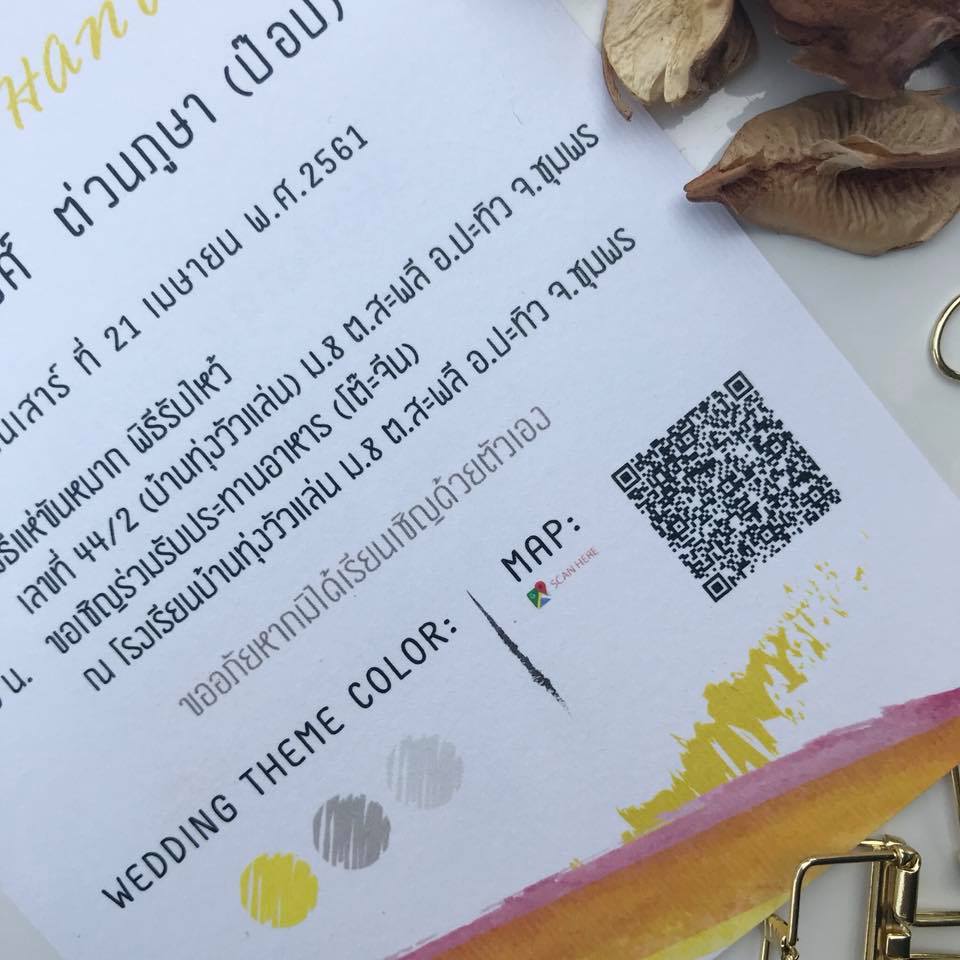 HAN
ต่วนภูษา (ป๊อป)
ที่ 21 เมษายน พ.ศ.2561
พิธีแห่ขันหมาก พิธีรับไหว้
เลขที่ 44/2 (บ้านทุ่งวัวแล่น) ม.8 ต.สะพลี อ.ปะทิว จ.ชุมพร
น. ขอเชิญร่วมรับประทานอาหาร (โต๊ะจีน)
ณ โรงเรียนบ้านทุ่งวัวแล่น ม.8 ต.สะพลี อ.ปะทิว จ.ชุมพร
ขออภัยหากมิได้เรียนเชิญด้วยตัวเอง
WEDDING THEME COLOR:
MAP:
SCAN HERE